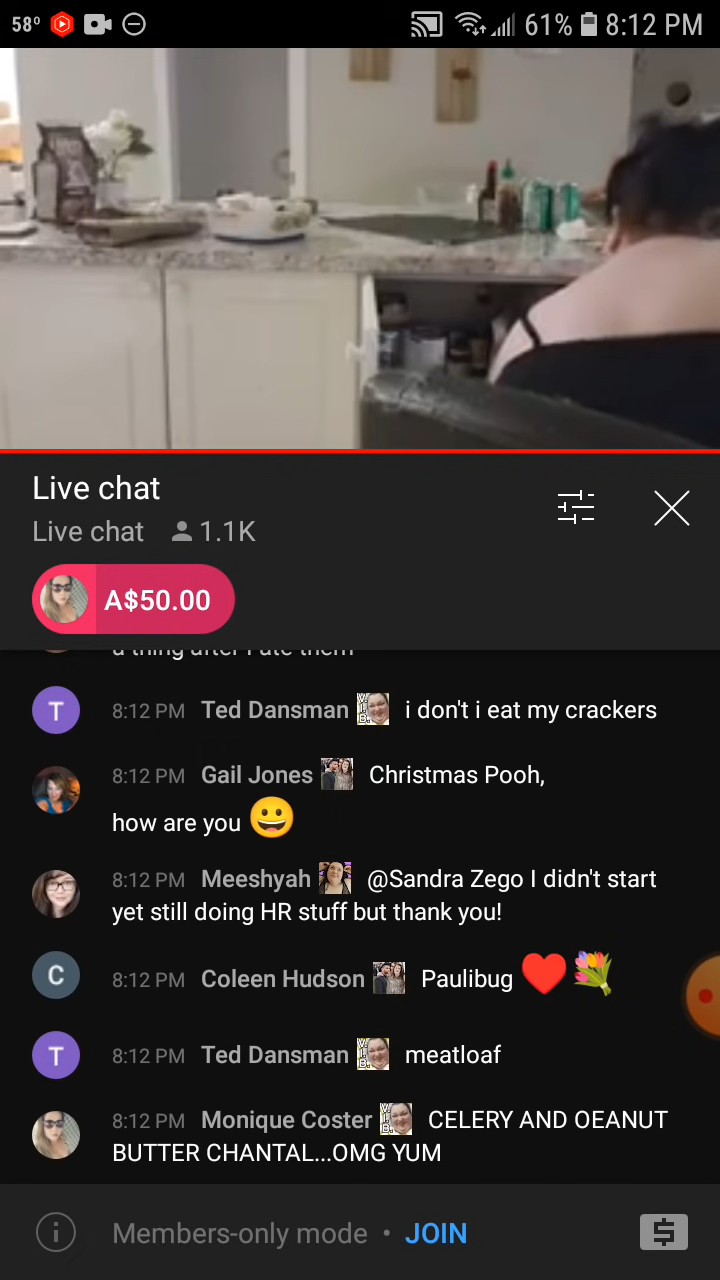 58° 61% 8:12 PM
Live chat
Live chat 1.1K
A$50.00
a thing after I ate them
T 8:12 PM Ted Dansman i don't i eat my crackers
8:12 PM Gail Jones Christmas Pooh,
how are you 😀
8:12 PM Meeshyah @Sandra Zego I didn't start
yet still doing HR stuff but thank you!
C 8:12 PM Coleen Hudson Paulibug ❤️💐
T 8:12 PM Ted Dansman meatloaf
8:12 PM Monique Coster CELERY AND OEANUT
BUTTER CHANTAL...OMG YUM
Members-only mode • JOIN